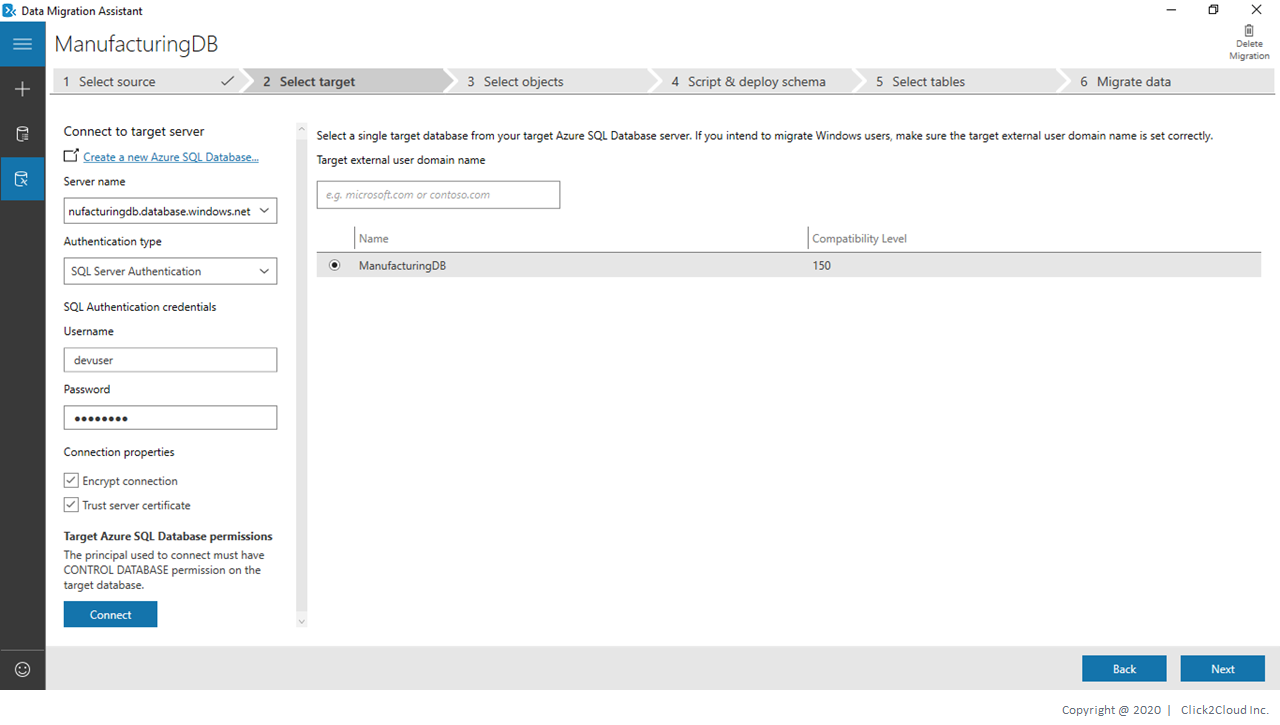 Data Migration Assistant
ManufacturingDB
Delete
Migration
1 Select source
2 Select target
3 Select objects
4 Script & deploy schema
5 Select tables
6 Migrate data
Connect to target server
Create a new Azure SQL Database...
Server name
nufacturingdb.database.windows.net
Authentication type
SQL Server Authentication
SQL Authentication credentials
Username
devuser
Password
••••••••
Connection properties
Encrypt connection
Trust server certificate
Target Azure SQL Database permissions
The principal used to connect must have
CONTROL DATABASE permission on the
target database.
Connect
Select a single target database from your target Azure SQL Database server. If you intend to migrate Windows users, make sure the target external user domain name is set correctly.
Target external user domain name
e.g. microsoft.com or contoso.com
Name Compatibility Level
ManufacturingDB 150
Back Next
Copyright @ 2020 | Click2Cloud Inc.